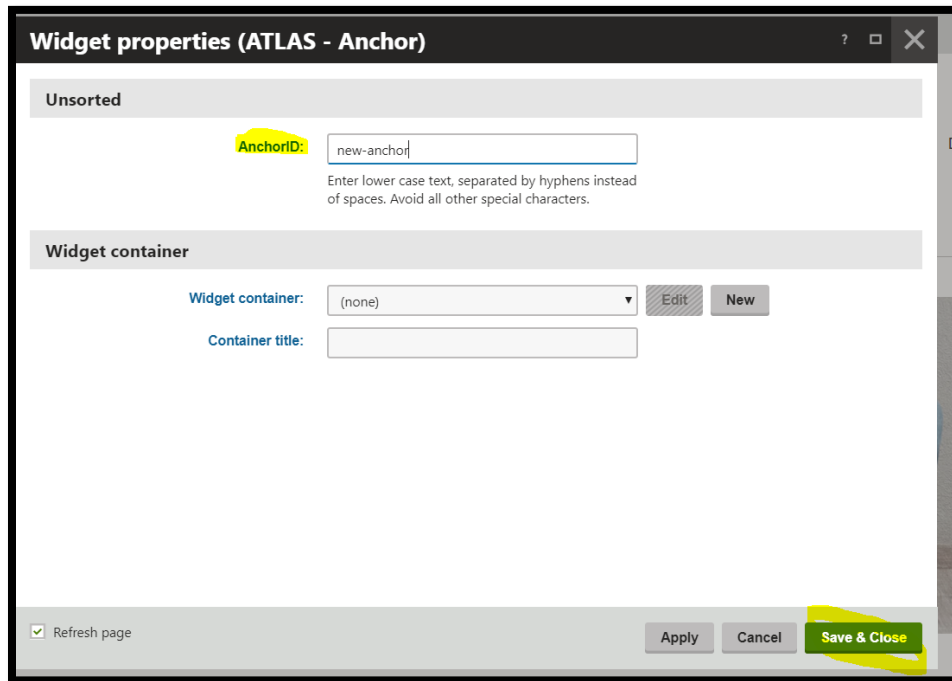 Widget properties (ATLAS - Anchor) ?
Unsorted
AnchorID: new-anchor
Enter lower case text, separated by hyphens instead
of spaces. Avoid all other special characters.
Widget container
Widget container: (none) Edit New
Container title:
Refresh page Apply Cancel Save & Close